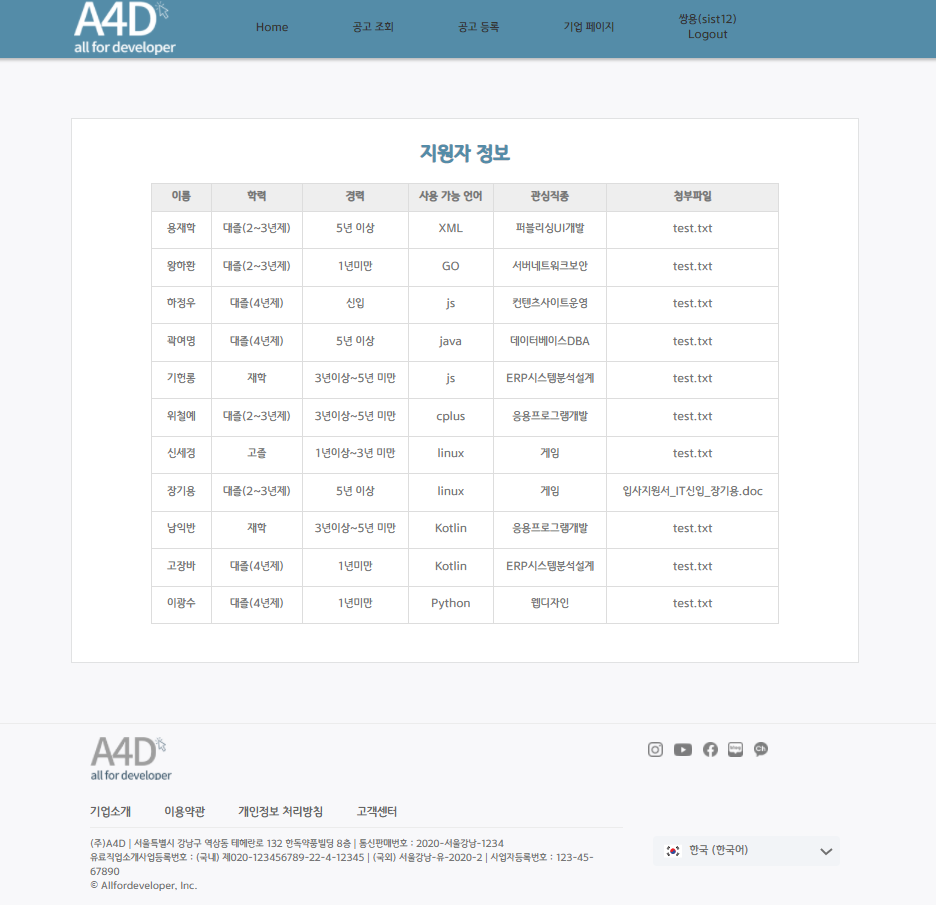 A4D
all for developer
Home 공고 조회 공고 등록 기업 페이지 쌍용(sist12)
Logout
지원자 정보
이름 학력 경력 사용 가능 언어 관심직종 첨부파일
용재학 대졸(2~3년제) 5년 이상 XML 퍼블리싱UI개발 test.txt
왕하환 대졸(2~3년제) 1년미만 GO 서버네트워크보안 test.txt
하정우 대졸(4년제) 신입 js 컨텐츠사이트운영 test.txt
곽여명 대졸(4년제) 5년 이상 java 데이터베이스DBA test.txt
기헌롱 재학 3년이상~5년 미만 js ERP시스템분석설계 test.txt
위철예 대졸(2~3년제) 3년이상~5년 미만 cplus 응용프로그램개발 test.txt
신세경 고졸 1년이상~3년 미만 linux 게임 test.txt
장기용 대졸(2~3년제) 5년 이상 linux 게임 입사지원서_IT신입_장기용.doc
남익반 재학 3년이상~5년 미만 Kotlin 응용프로그램개발 test.txt
고장바 대졸(4년제) 1년미만 Kotlin ERP시스템분석설계 test.txt
이광수 대졸(4년제) 1년미만 Python 웹디자인 test.txt
A4D
all for developer
기업소개 이용약관 개인정보 처리방침 고객센터
(주)A4D | 서울특별시 강남구 역삼동 테헤란로 132 한독약품빌딩 8층 | 통신판매번호 : 2020-서울강남-1234
유료직업소개사업등록번호 : (국내) 제020-123456789-22-4-12345 | (국외) 서울강남-유-2020-2 | 사업자등록번호 : 123-45-
67890
© Allfordeveloper, Inc.
한국 (한국어)